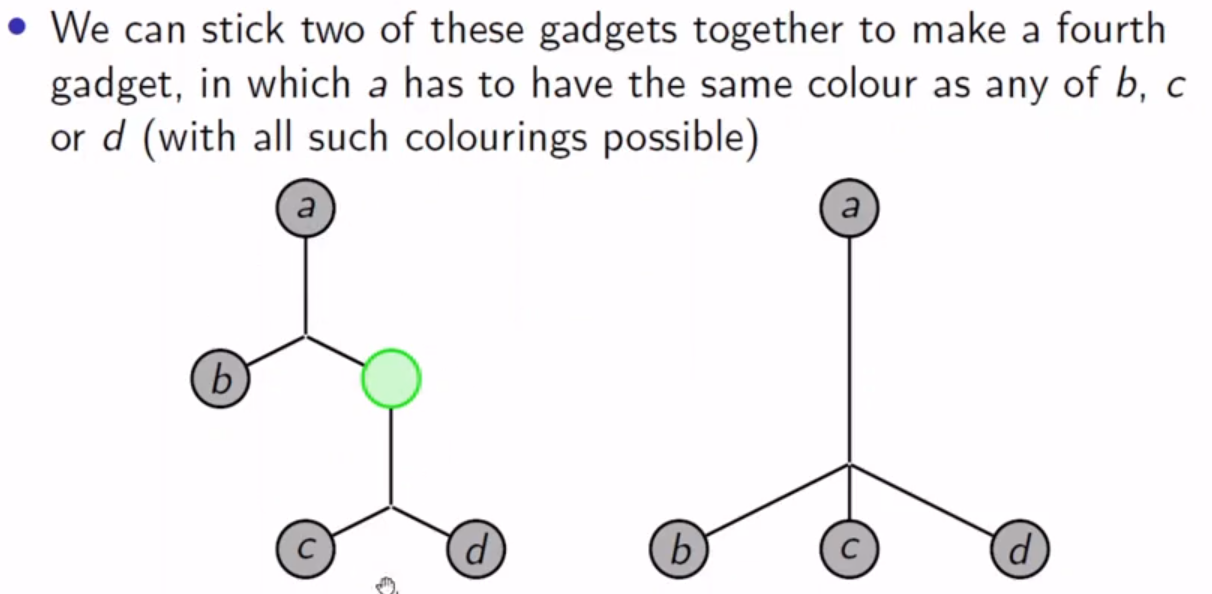 • We can stick two of these gadgets together to make a fourth
gadget, in which a has to have the same colour as any of b, c
or d (with all such colourings possible)
a
a
b
c
d
b
c
d